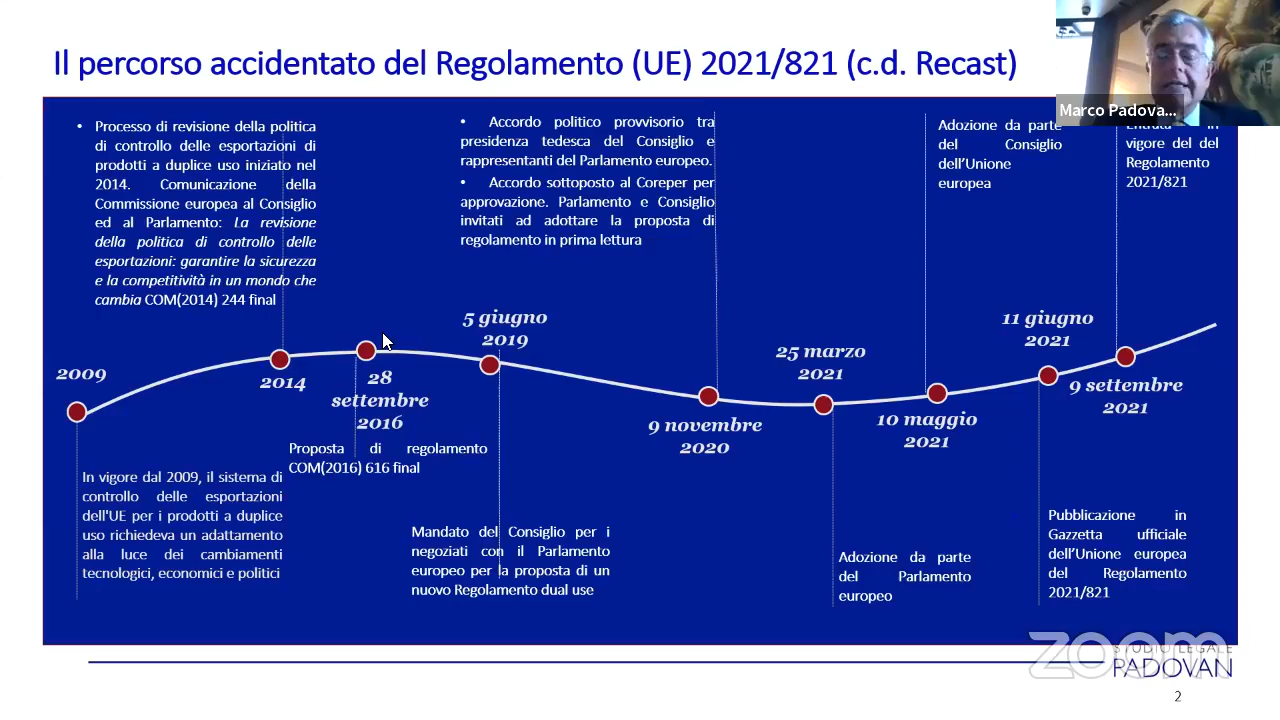 Il percorso accidentato del Regolamento (UE) 2021/821 (c.d. Recast)
Marco Padova...
• Processo di revisione della politica
di controllo delle esportazioni di
prodotti a duplice uso iniziato nel
2014. Comunicazione della
Commissione europea al Consiglio
ed al Parlamento: La revisione
della politica di controllo delle
esportazioni: garantire la sicurezza
e la competitività in un mondo che
cambia COM(2014) 244 final
• Accordo politico provvisorio tra
presidenza tedesca del Consiglio e
rappresentanti del Parlamento europeo.
• Accordo sottoposto al Coreper per
approvazione. Parlamento e Consiglio
invitati ad adottare la proposta di
regolamento in prima lettura
Adozione da parte
del Consiglio
dell'Unione
europea
Entrata in
vigore del del
Regolamento
2021/821
2009
2014
28
settembre
2016
5 giugno
2019
9 novembre
2020
25 marzo
2021
10 maggio
2021
11 giugno
2021
9 settembre
2021
In vigore dal 2009, il sistema di
controllo delle esportazioni
dell'UE per i prodotti a duplice
uso richiedeva un adattamento
alla luce dei cambiamenti
tecnologici, economici e politici
Proposta di regolamento
COM(2016) 616 final
Mandato del Consiglio per i
negoziati con il Parlamento
europeo per la proposta di un
nuovo Regolamento dual use
Adozione da parte
del Parlamento
europeo
Pubblicazione in
Gazzetta ufficiale
dell'Unione europea
del Regolamento
2021/821
zoom
STUDIO LEGALE
PADOVAN
2